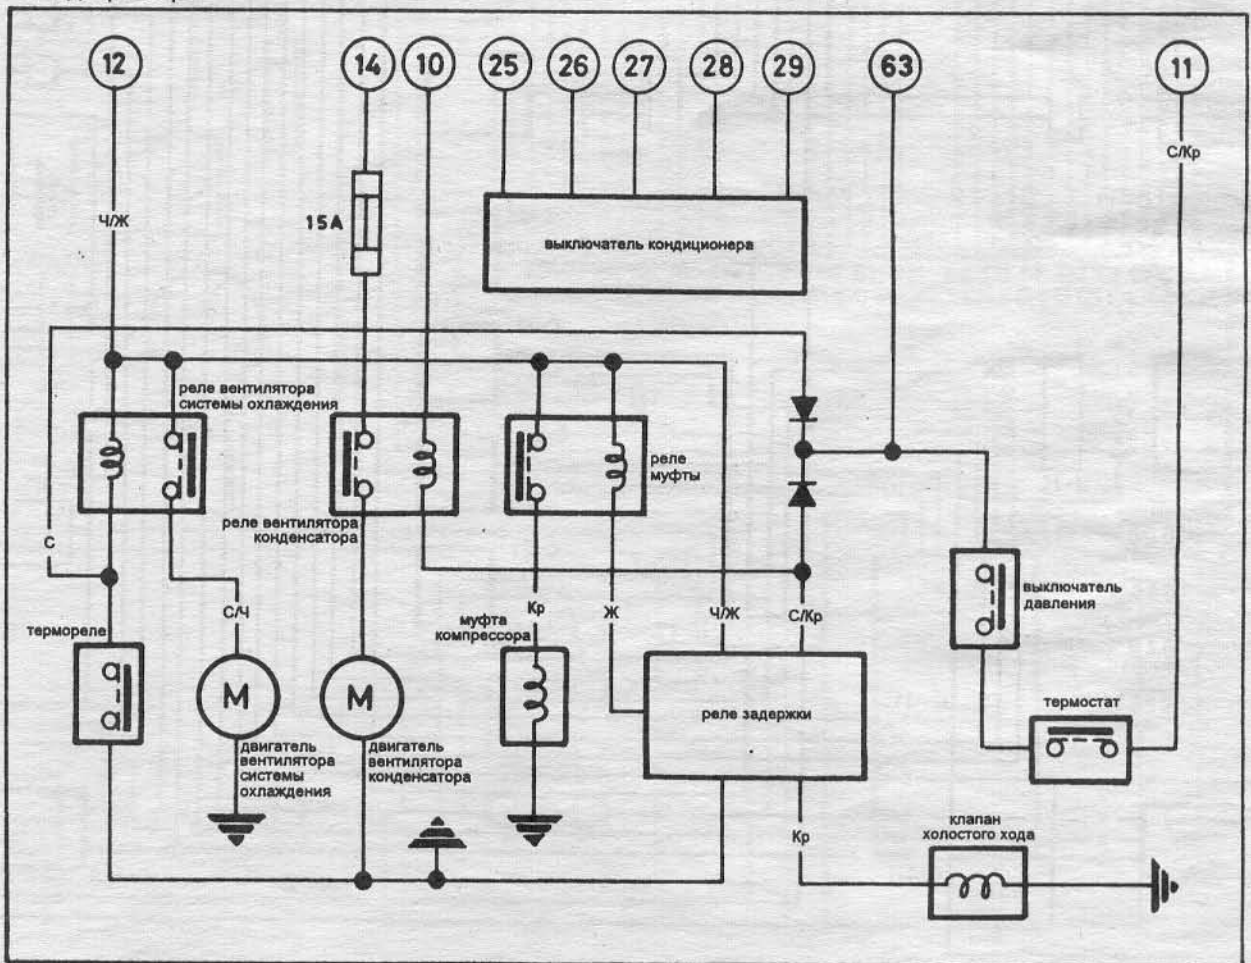 12
14
10
25
26
27
28
29
63
11
С/Кр
Ч/Ж
15А
выключатель кондиционера
реле вентилятора
системы охлаждения
реле
муфты
реле вентилятора
конденсатора
С
выключатель
давления
С/Ч
Кр
Ж
Ч/Ж
С/Кр
термореле
муфта
компрессора
М
М
реле задержки
термостат
двигатель
вентилятора
системы
охлаждения
двигатель
вентилятора
конденсатора
Кр
клапан
холостого хода